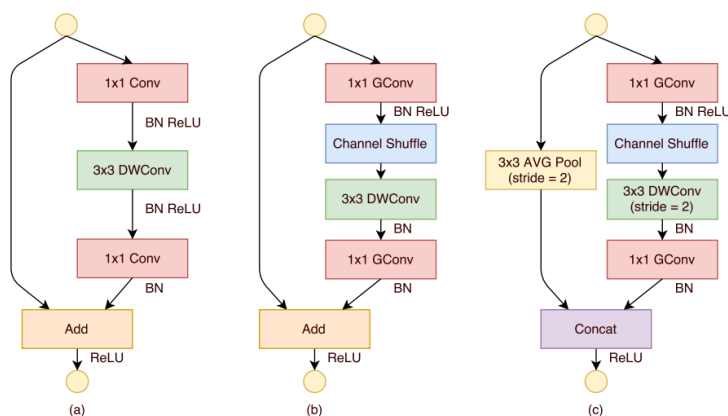 1x1 Conv
BN ReLU
3x3 DWConv
BN ReLU
1x1 Conv
BN
Add
ReLU
(a)
1x1 GConv
BN ReLU
Channel Shuffle
3x3 DWConv
BN
1x1 GConv
BN
Add
ReLU
(b)
3x3 AVG Pool
(stride = 2)
1x1 GConv
BN ReLU
Channel Shuffle
3x3 DWConv
(stride = 2)
BN
1x1 GConv
BN
Concat
ReLU
(c)